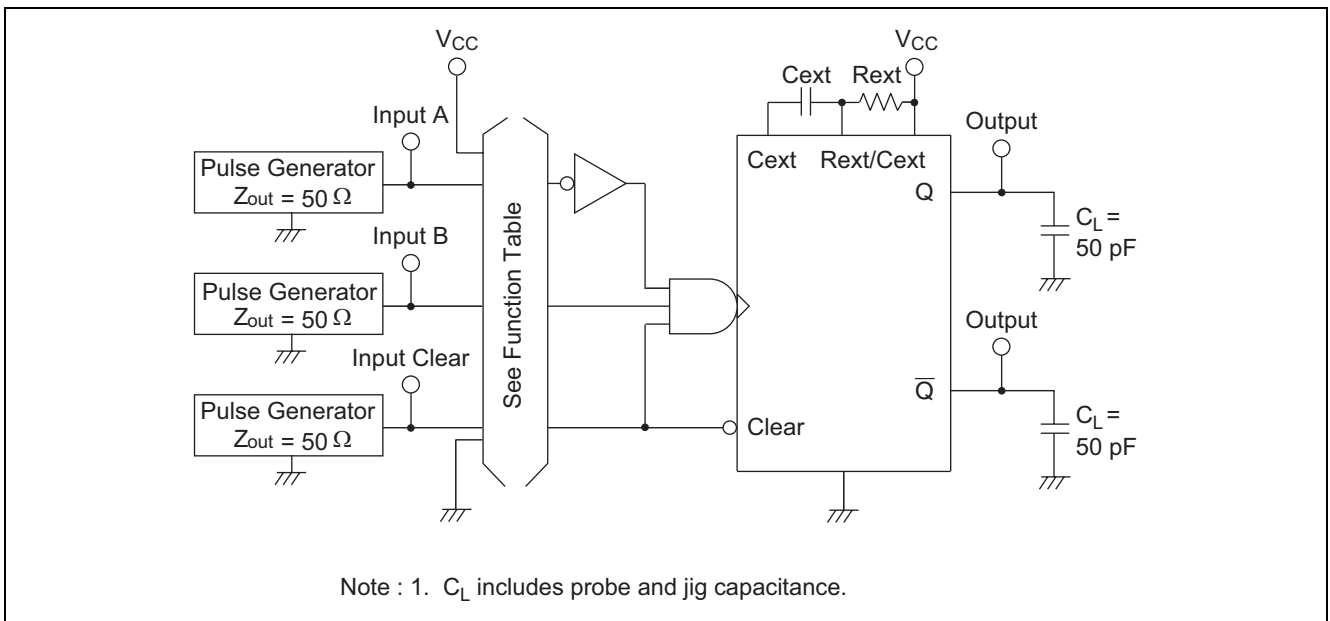 VCC
Input A
Pulse Generator
Zout = 50 Ω
Input B
Pulse Generator
Zout = 50 Ω
Input Clear
Pulse Generator
Zout = 50 Ω
See Function Table
VCC
Cext
Rext
Cext
Rext/Cext
Q
Output
CL =
50 pF
Output
Q̅
CL =
50 pF
Clear
Note : 1. CL includes probe and jig capacitance.